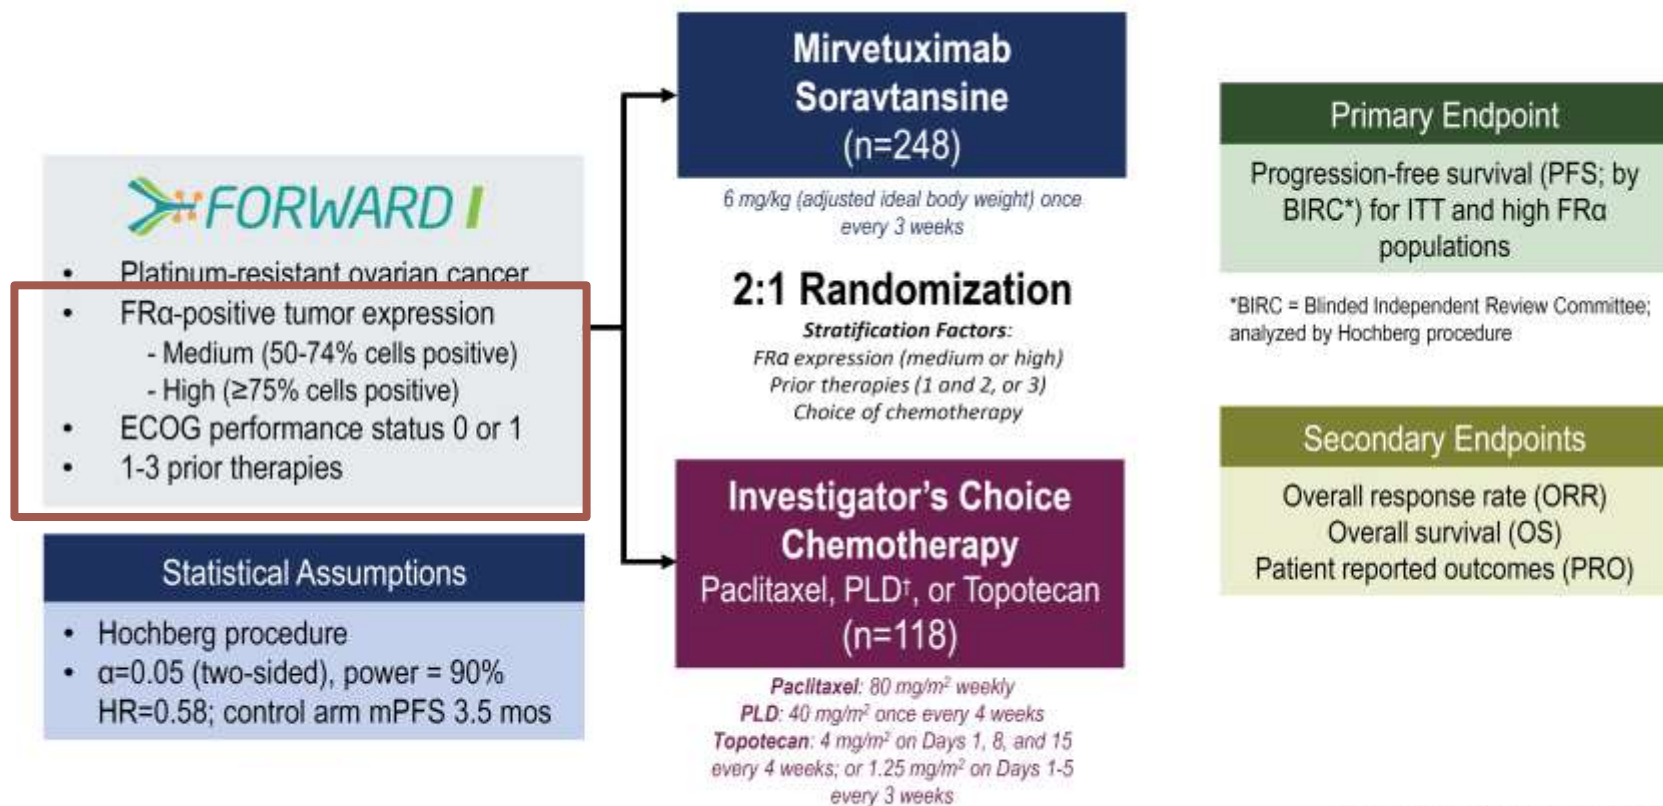 FORWARD I
• Platinum-resistant ovarian cancer
• FRα-positive tumor expression
- Medium (50-74% cells positive)
- High (≥75% cells positive)
• ECOG performance status 0 or 1
• 1-3 prior therapies
Statistical Assumptions
• Hochberg procedure
• α=0.05 (two-sided), power = 90%
HR=0.58; control arm mPFS 3.5 mos
Mirvetuximab
Soravtansine
(n=248)
6 mg/kg (adjusted ideal body weight) once
every 3 weeks
2:1 Randomization
Stratification Factors:
FRα expression (medium or high)
Prior therapies (1 and 2, or 3)
Choice of chemotherapy
Investigator's Choice
Chemotherapy
Paclitaxel, PLD†, or Topotecan
(n=118)
Paclitaxel: 80 mg/m² weekly
PLD: 40 mg/m² once every 4 weeks
Topotecan: 4 mg/m² on Days 1, 8, and 15
every 4 weeks; or 1.25 mg/m² on Days 1-5
every 3 weeks
Primary Endpoint
Progression-free survival (PFS; by
BIRC*) for ITT and high FRα
populations
*BIRC = Blinded Independent Review Committee;
analyzed by Hochberg procedure
Secondary Endpoints
Overall response rate (ORR)
Overall survival (OS)
Patient reported outcomes (PRO)